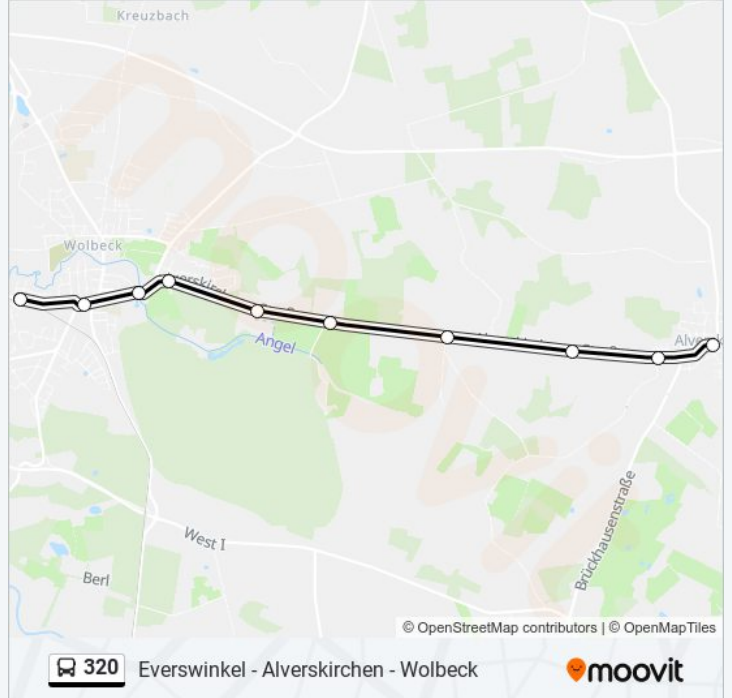 Kreuzbach
Wolbeck
Angel
West I
Brückhausenstraße
Berl
© OpenStreetMap contributors | © OpenMapTiles
320 Everswinkel - Alverskirchen - Wolbeck
moovit